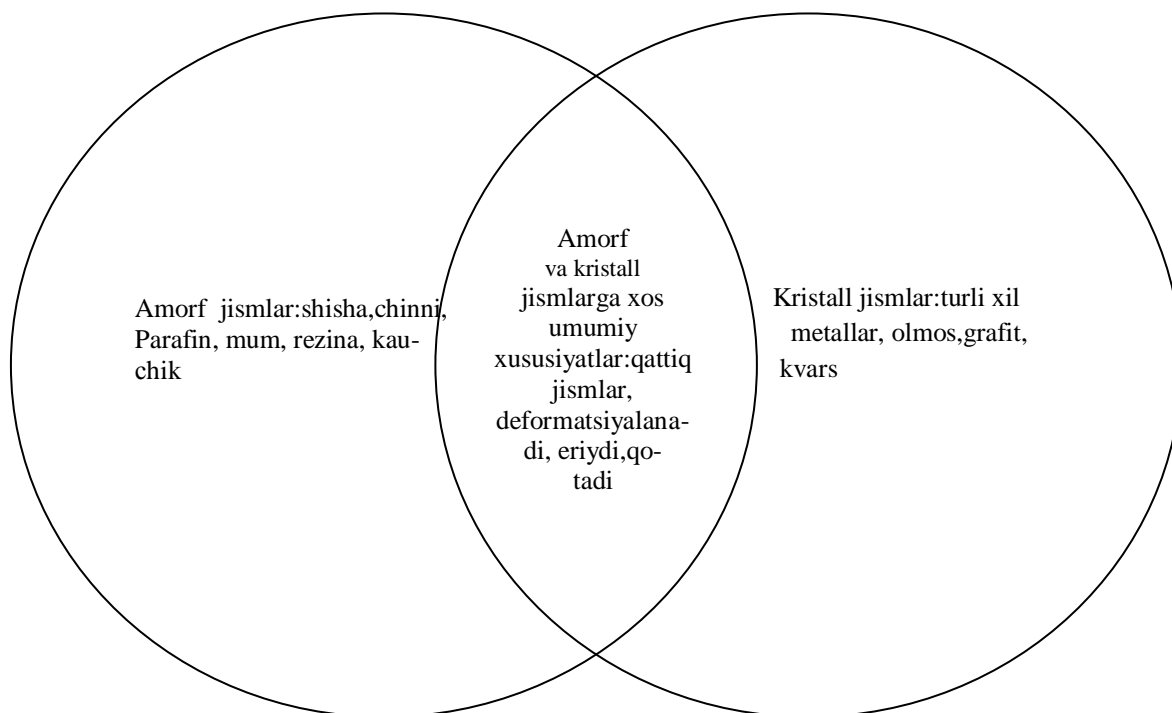 Amorf  jismlar:shisha,chinni,
Parafin, mum, rezina, kau-
chik
Amorf
va kristall
jismlarga xos
umumiy
xususiyatlar:qattiq
jismlar,
deformatsiyalana-
di, eriydi,qo-
tadi
Kristall jismlar:turli xil
metallar, olmos,grafit,
kvars